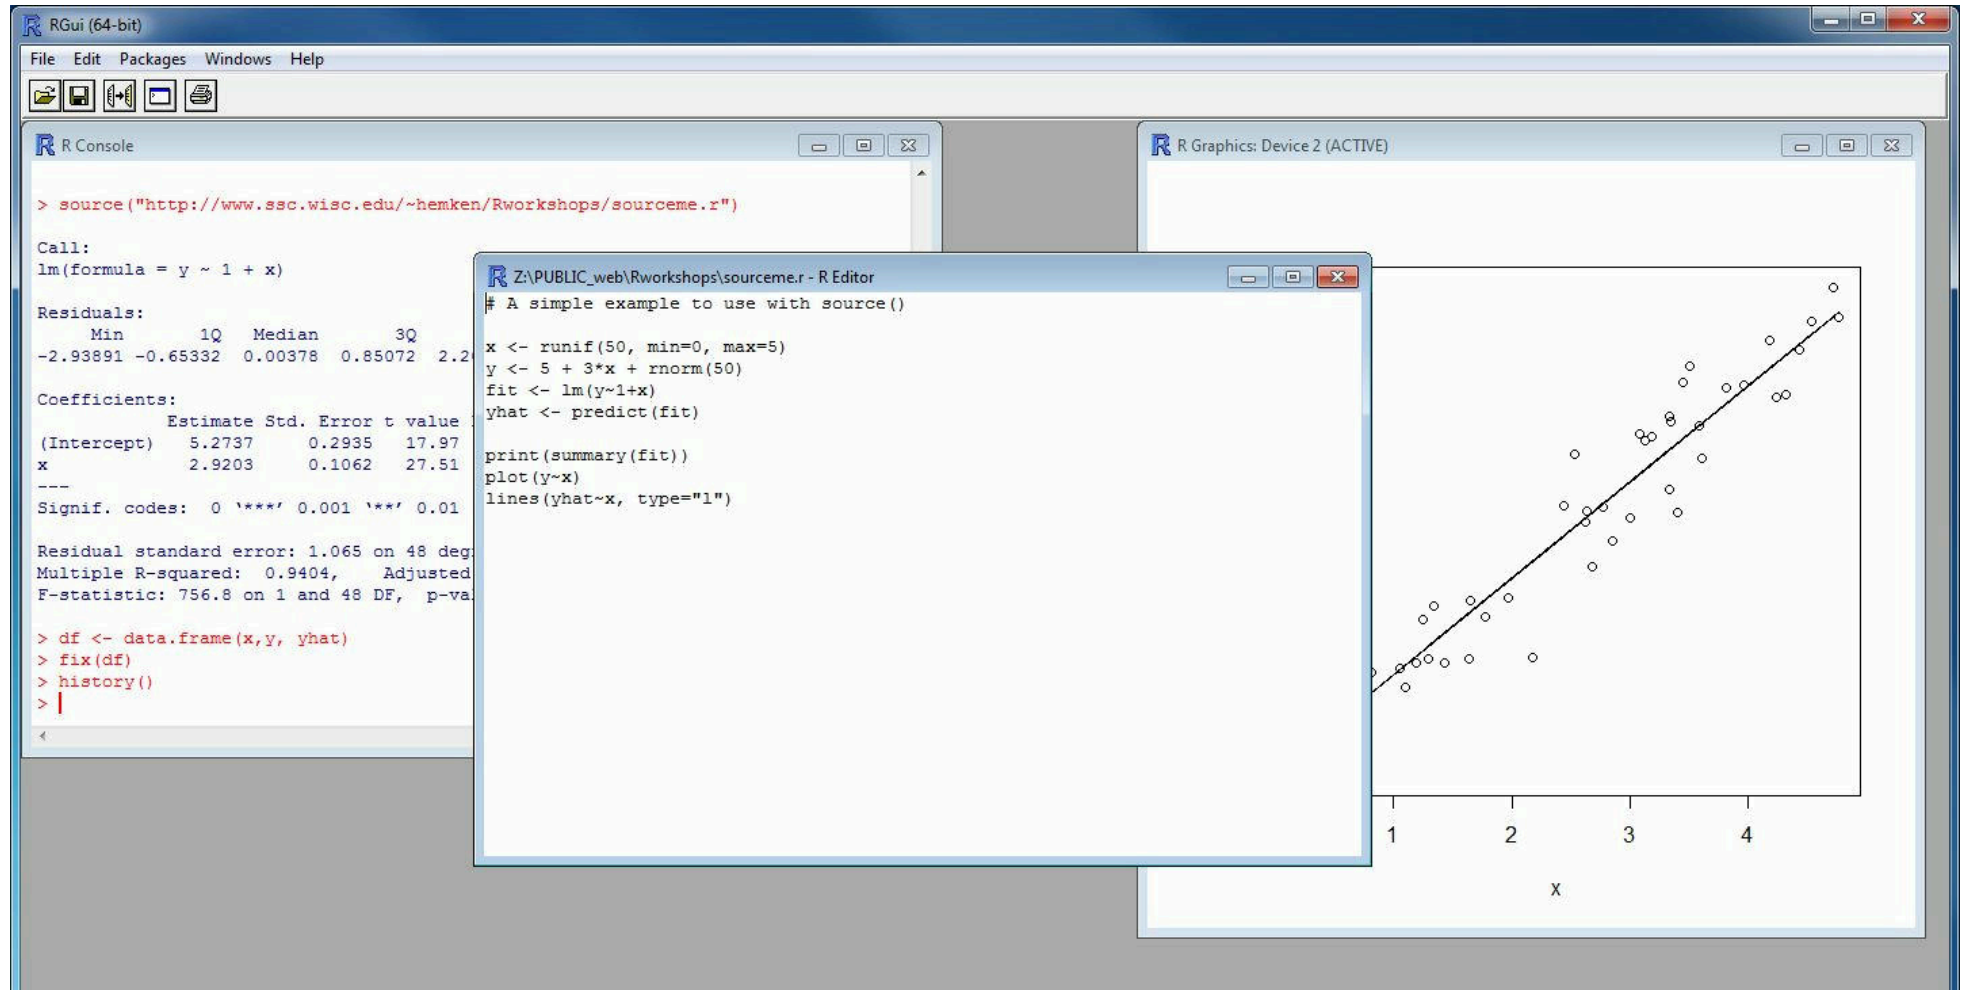 RGui (64-bit)
File Edit Packages Windows Help
R Console
> source("http://www.ssc.wisc.edu/~hemken/Rworkshops/sourceme.r")
Call:
lm(formula = y ~ 1 + x)
Residuals:
Min 1Q Median 3Q
-2.93891 -0.65332 0.00378 0.85072
Coefficients:
Estimate Std. Error t value
(Intercept) 5.2737 0.2935 17.97
x 2.9203 0.1062 27.51
---
Signif. codes: 0 ‘***’ 0.001 ‘**’ 0.01
Residual standard error: 1.065 on 48
Multiple R-squared: 0.9404, Adjusted
F-statistic: 756.8 on 1 and 48 DF,
> df <- data.frame(x,y, yhat)
> fix(df)
> history()
>
Z:\PUBLIC_web\Rworkshops\sourceme.r - R Editor
# A simple example to use with source()
x <- runif(50, min=0, max=5)
y <- 5 + 3*x + rnorm(50)
fit <- lm(y~1+x)
yhat <- predict(fit)
print(summary(fit))
plot(y~x)
lines(yhat~x, type="l")
R Graphics: Device 2 (ACTIVE)
1 2 3 4
x